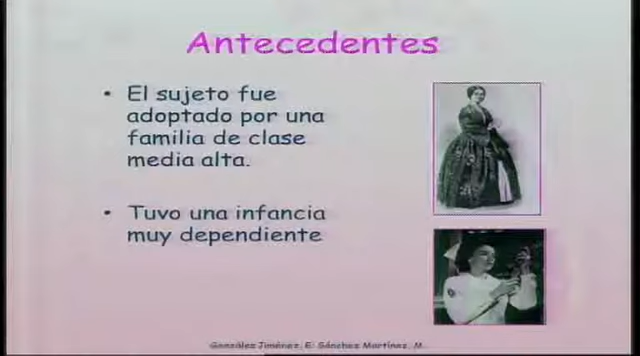 Antecedentes
• El sujeto fue
adoptado por una
familia de clase
media alta.
• Tuvo una infancia
muy dependiente
González Jiménez, E. Sánchez Martínez, M.